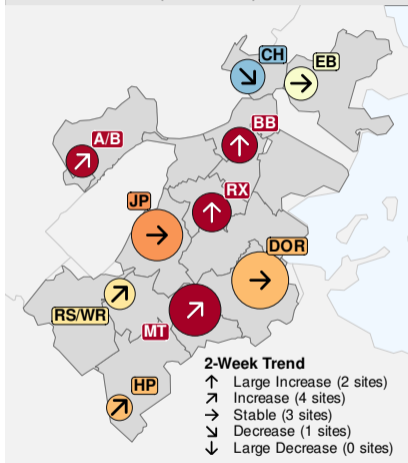 CH
EB
BB
A/B
RX
JP
DOR
RS/WR
MT
HP
2-Week Trend
↑ Large Increase (2 sites)
↗ Increase (4 sites)
→ Stable (3 sites)
↘ Decrease (1 sites)
↓ Large Decrease (0 sites)